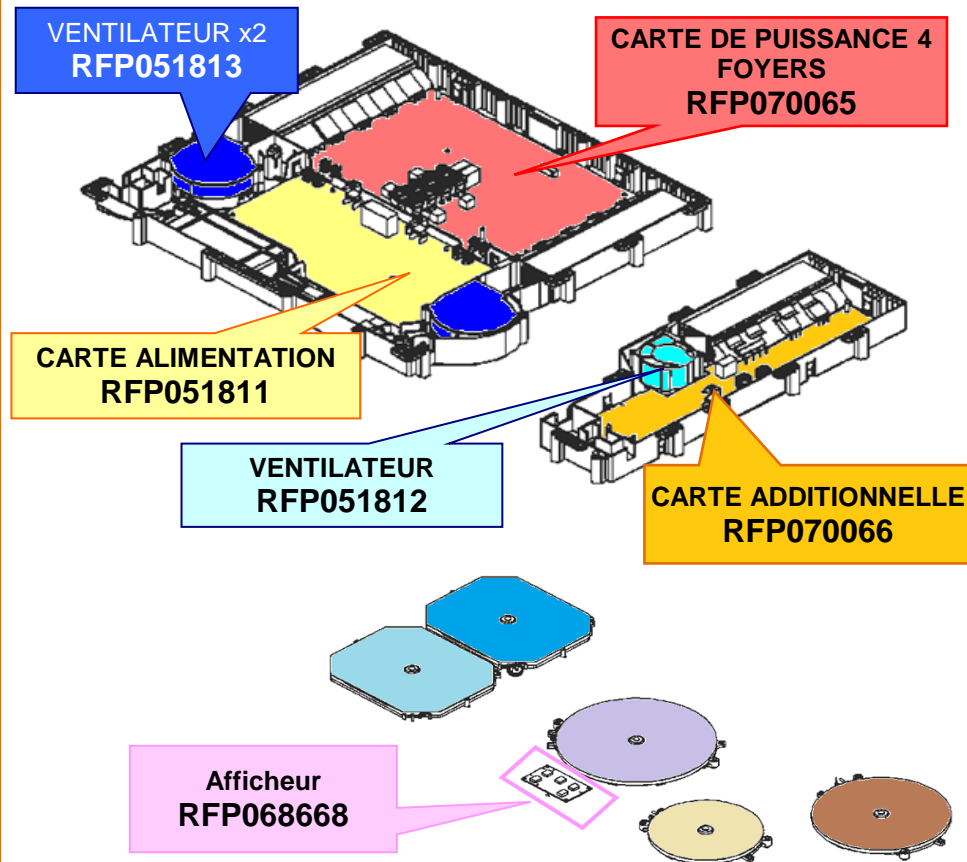 VENTILATEUR x2
RFP051813
CARTE DE PUISSANCE 4
FOYERS
RFP070065
CARTE ALIMENTATION
RFP051811
VENTILATEUR
RFP051812
CARTE ADDITIONNELLE
RFP070066
Afficheur
RFP068668